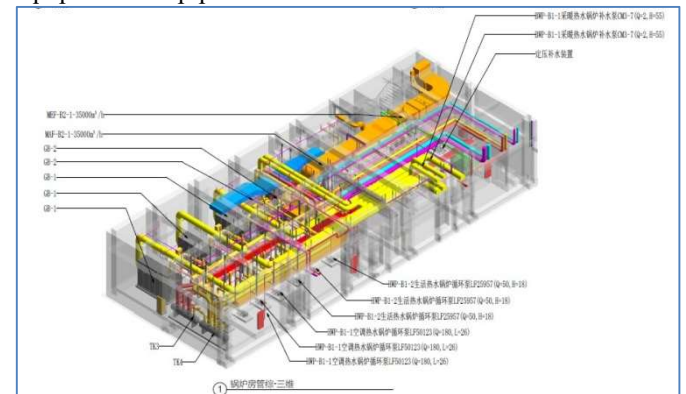 HWP-B1-1采暖热水锅炉补水泵CM3-7(Q=2,H=55)
HWP-B1-1采暖热水锅炉补水泵CM3-7(Q=2,H=55)
定压补水装置
MEF-B2-1-35000m³/h
MAF-B2-1-35000m³/h
GB-2
GB-2
GB-1
GB-1
GB-1
HWP-B1-2生活热水锅炉循环泵LF25957(Q=50,H=18)
HWP-B1-2生活热水锅炉循环泵LF25957(Q=50,H=18)
HWP-B1-2生活热水锅炉循环泵LF25957(Q=50,H=18)
HWP-B1-1空调热水锅炉循环泵LF50123(Q=180,L=26)
HWP-B1-1空调热水锅炉循环泵LF50123(Q=180,L=26)
HWP-B1-1空调热水锅炉循环泵LF50123(Q=180,L=26)
TK3
TK4
1 锅炉房管综-三维